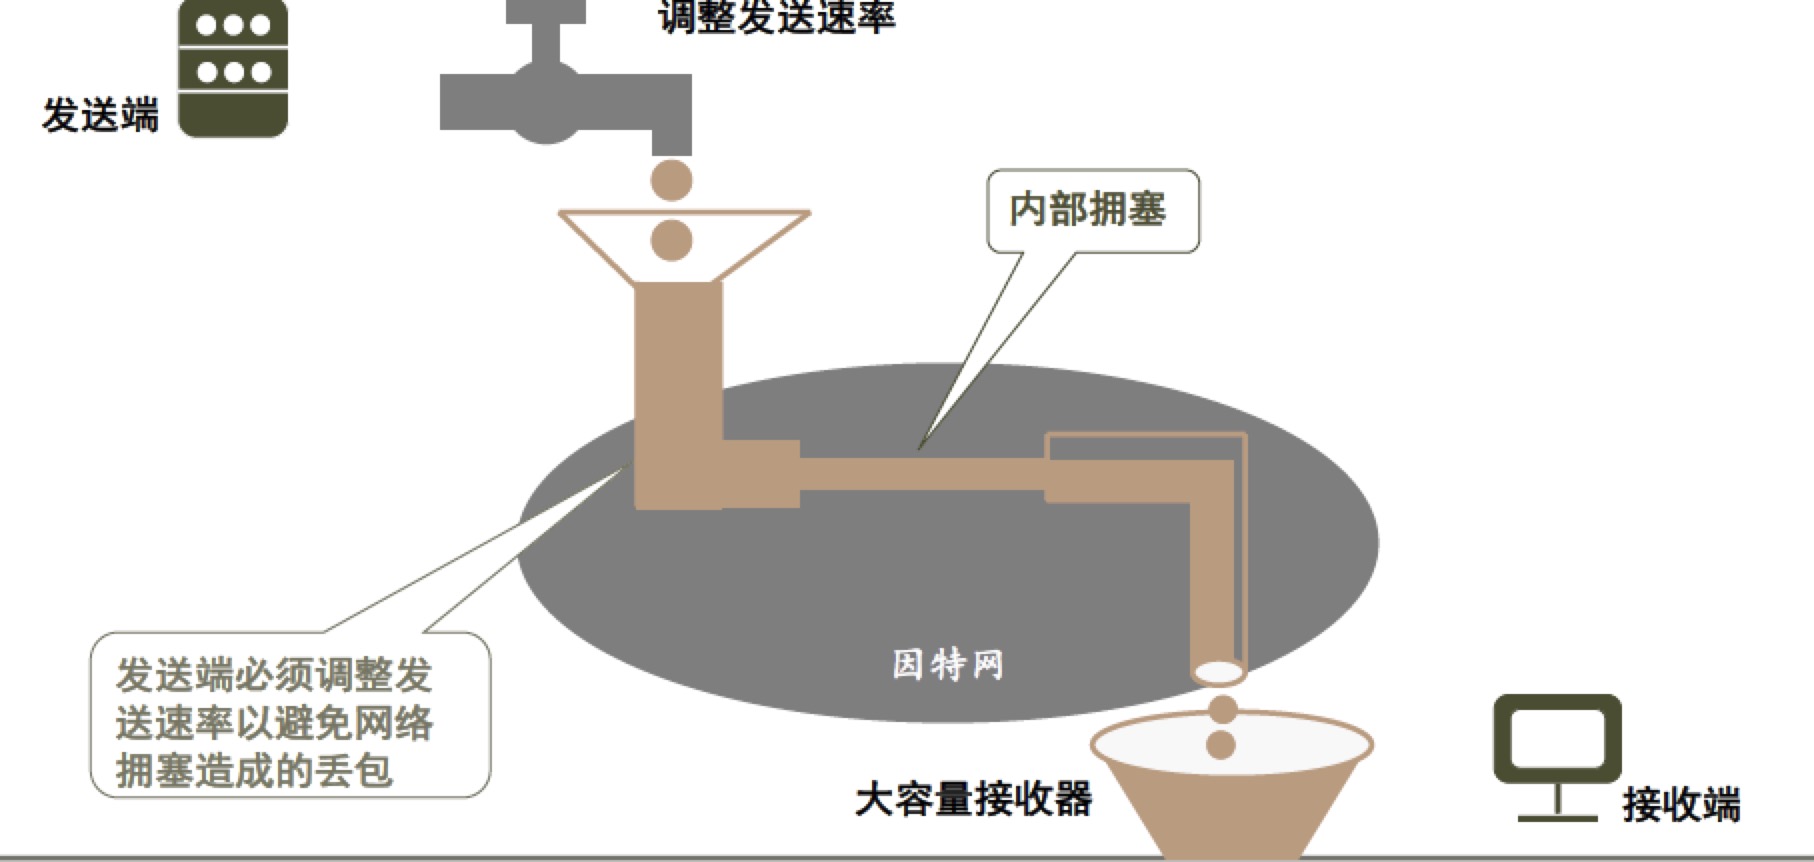 调整发送速率
发送端
内部拥塞
因特网
发送端必须调整发
送速率以避免网络
拥塞造成的丢包
大容量接收器
接收端